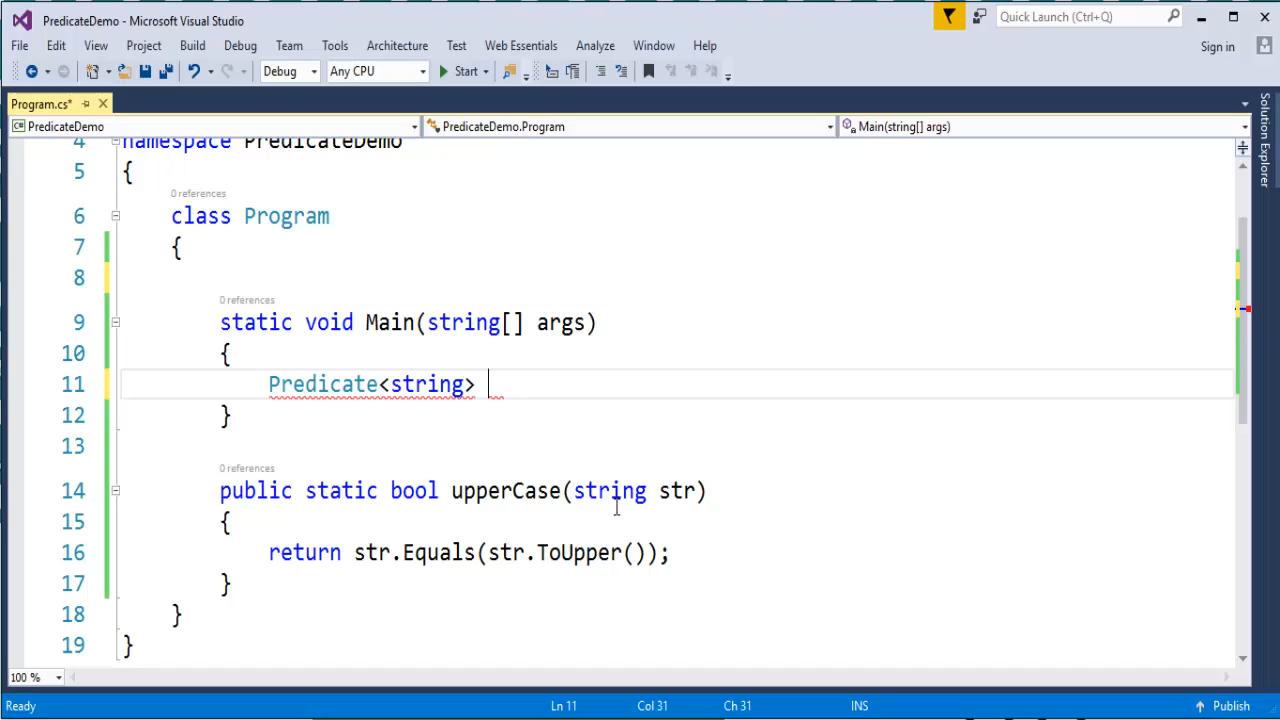 PredicateDemo - Microsoft Visual Studio
Quick Launch (Ctrl+Q)
File Edit View Project Build Debug Team Tools Architecture Test Web Essentials Analyze Window Help
Sign in
Debug Any CPU Start
Program.cs*
PredicateDemo PredicateDemo.Program Main(string[] args)
Solution Explorer
4 namespace PredicateDemo
5 {
0 references
6 class Program
7 {
8
0 references
9 static void Main(string[] args)
10 {
11 Predicate<string>
12 }
13
0 references
14 public static bool upperCase(string str)
15 {
16 return str.Equals(str.ToUpper());
17 }
18 }
19 }
100 %
Ready Ln 11 Col 31 Ch 31 INS Publish